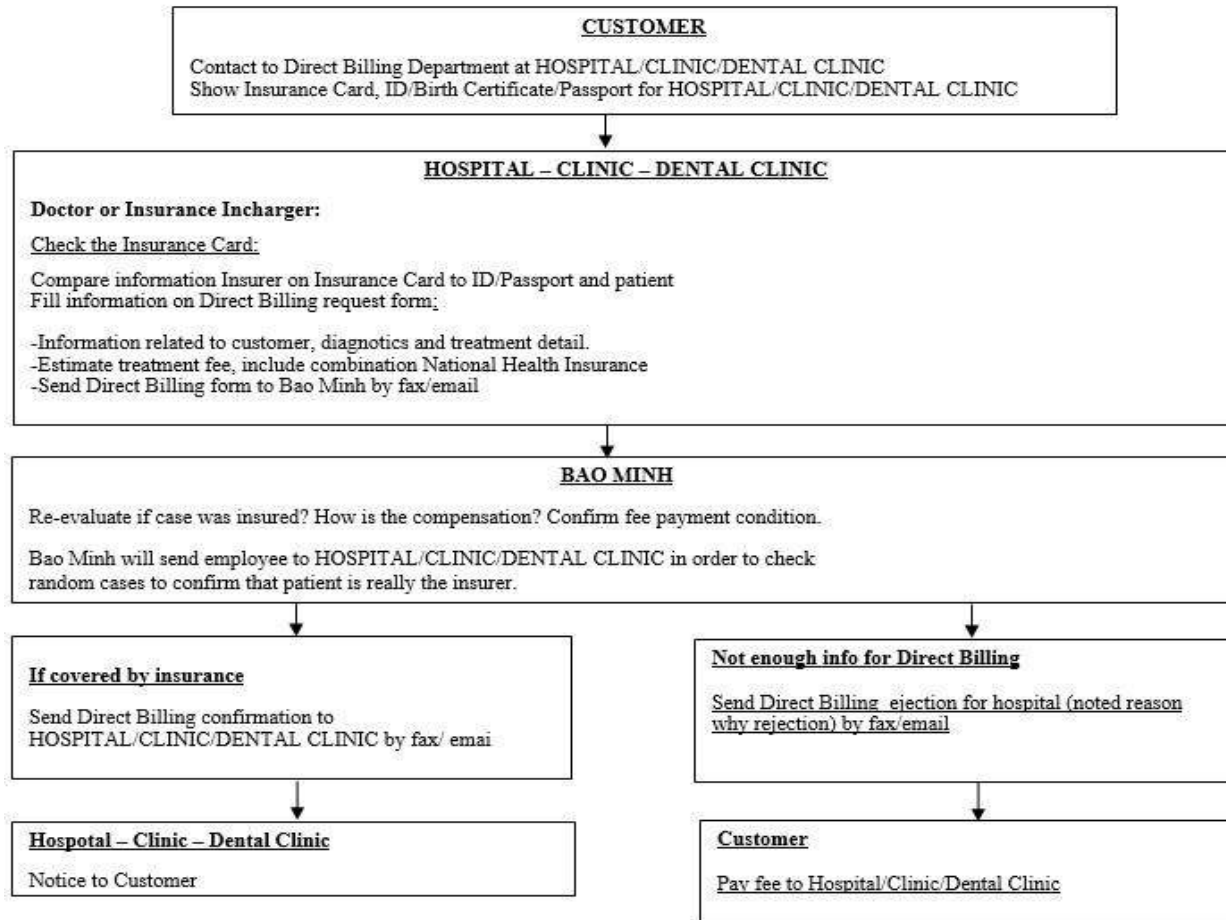 CUSTOMER
Contact to Direct Billing Department at HOSPITAL/CLINIC/DENTAL CLINIC
Show Insurance Card, ID/Birth Certificate/Passport for HOSPITAL/CLINIC/DENTAL CLINIC
HOSPITAL – CLINIC – DENTAL CLINIC
Doctor or Insurance Incharger:
Check the Insurance Card:
Compare information Insurer on Insurance Card to ID/Passport and patient
Fill information on Direct Billing request form:
-Information related to customer, diagnotics and treatment detail.
-Estimate treatment fee, include combination National Health Insurance
-Send Direct Billing form to Bao Minh by fax/email
BAO MINH
Re-evaluate if case was insured? How is the compensation? Confirm fee payment condition.
Bao Minh will send employee to HOSPITAL/CLINIC/DENTAL CLINIC in order to check
random cases to confirm that patient is really the insurer.
If covered by insurance
Send Direct Billing confirmation to
HOSPITAL/CLINIC/DENTAL CLINIC by fax/ emai
Not enough info for Direct Billing
Send Direct Billing  ejection for hospital (noted reason
why rejection) by fax/email
Hospotal – Clinic – Dental Clinic
Notice to Customer
Customer
Pay fee to Hospital/Clinic/Dental Clinic